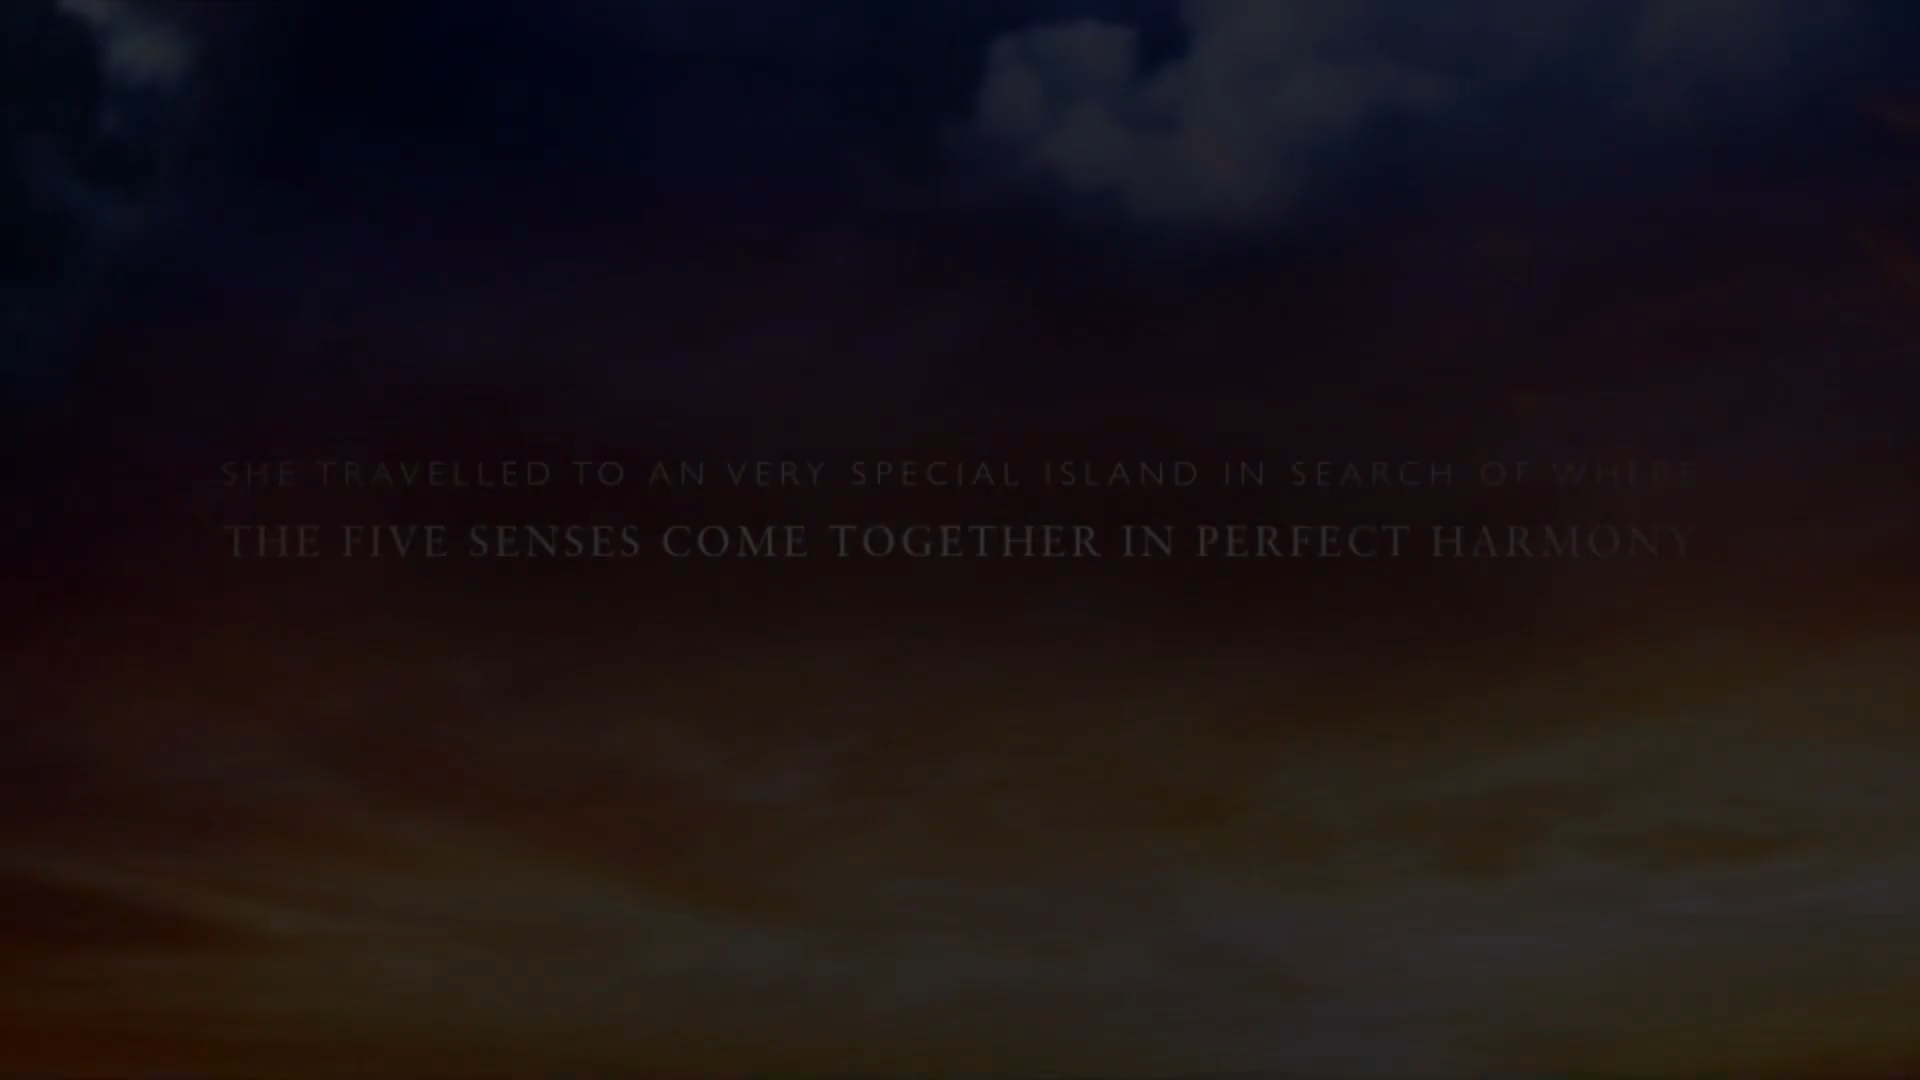 SHE TRAVELLED TO AN VERY SPECIAL ISLAND IN SEARCH OF WHERE
THE FIVE SENSES COME TOGETHER IN PERFECT HARMONY